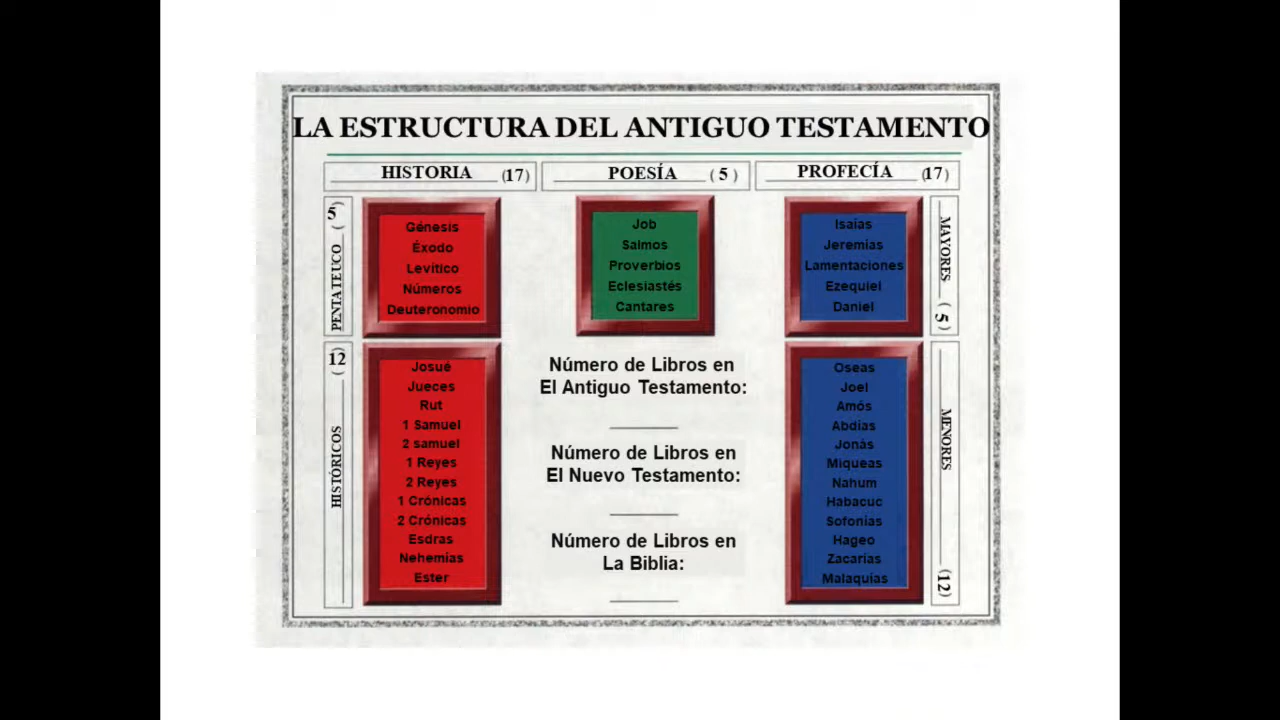 LA ESTRUCTURA DEL ANTIGUO TESTAMENTO
HISTORIA (17)
POESÍA (5)
PROFECÍA (17)
PENTATEUCO (5)
Génesis
Éxodo
Levítico
Números
Deuteronomio
HISTÓRICOS (12)
Josué
Jueces
Rut
1 Samuel
2 samuel
1 Reyes
2 Reyes
1 Crónicas
2 Crónicas
Esdras
Nehemías
Ester
Job
Salmos
Proverbios
Eclesiastés
Cantares
Número de Libros en
El Antiguo Testamento:
Número de Libros en
El Nuevo Testamento:
Número de Libros en
La Biblia:
MAYORES (5)
Isaías
Jeremías
Lamentaciones
Ezequiel
Daniel
MENORES (12)
Oseas
Joel
Amós
Abdías
Jonás
Miqueas
Nahum
Habacuc
Sofonías
Hageo
Zacarías
Malaquías